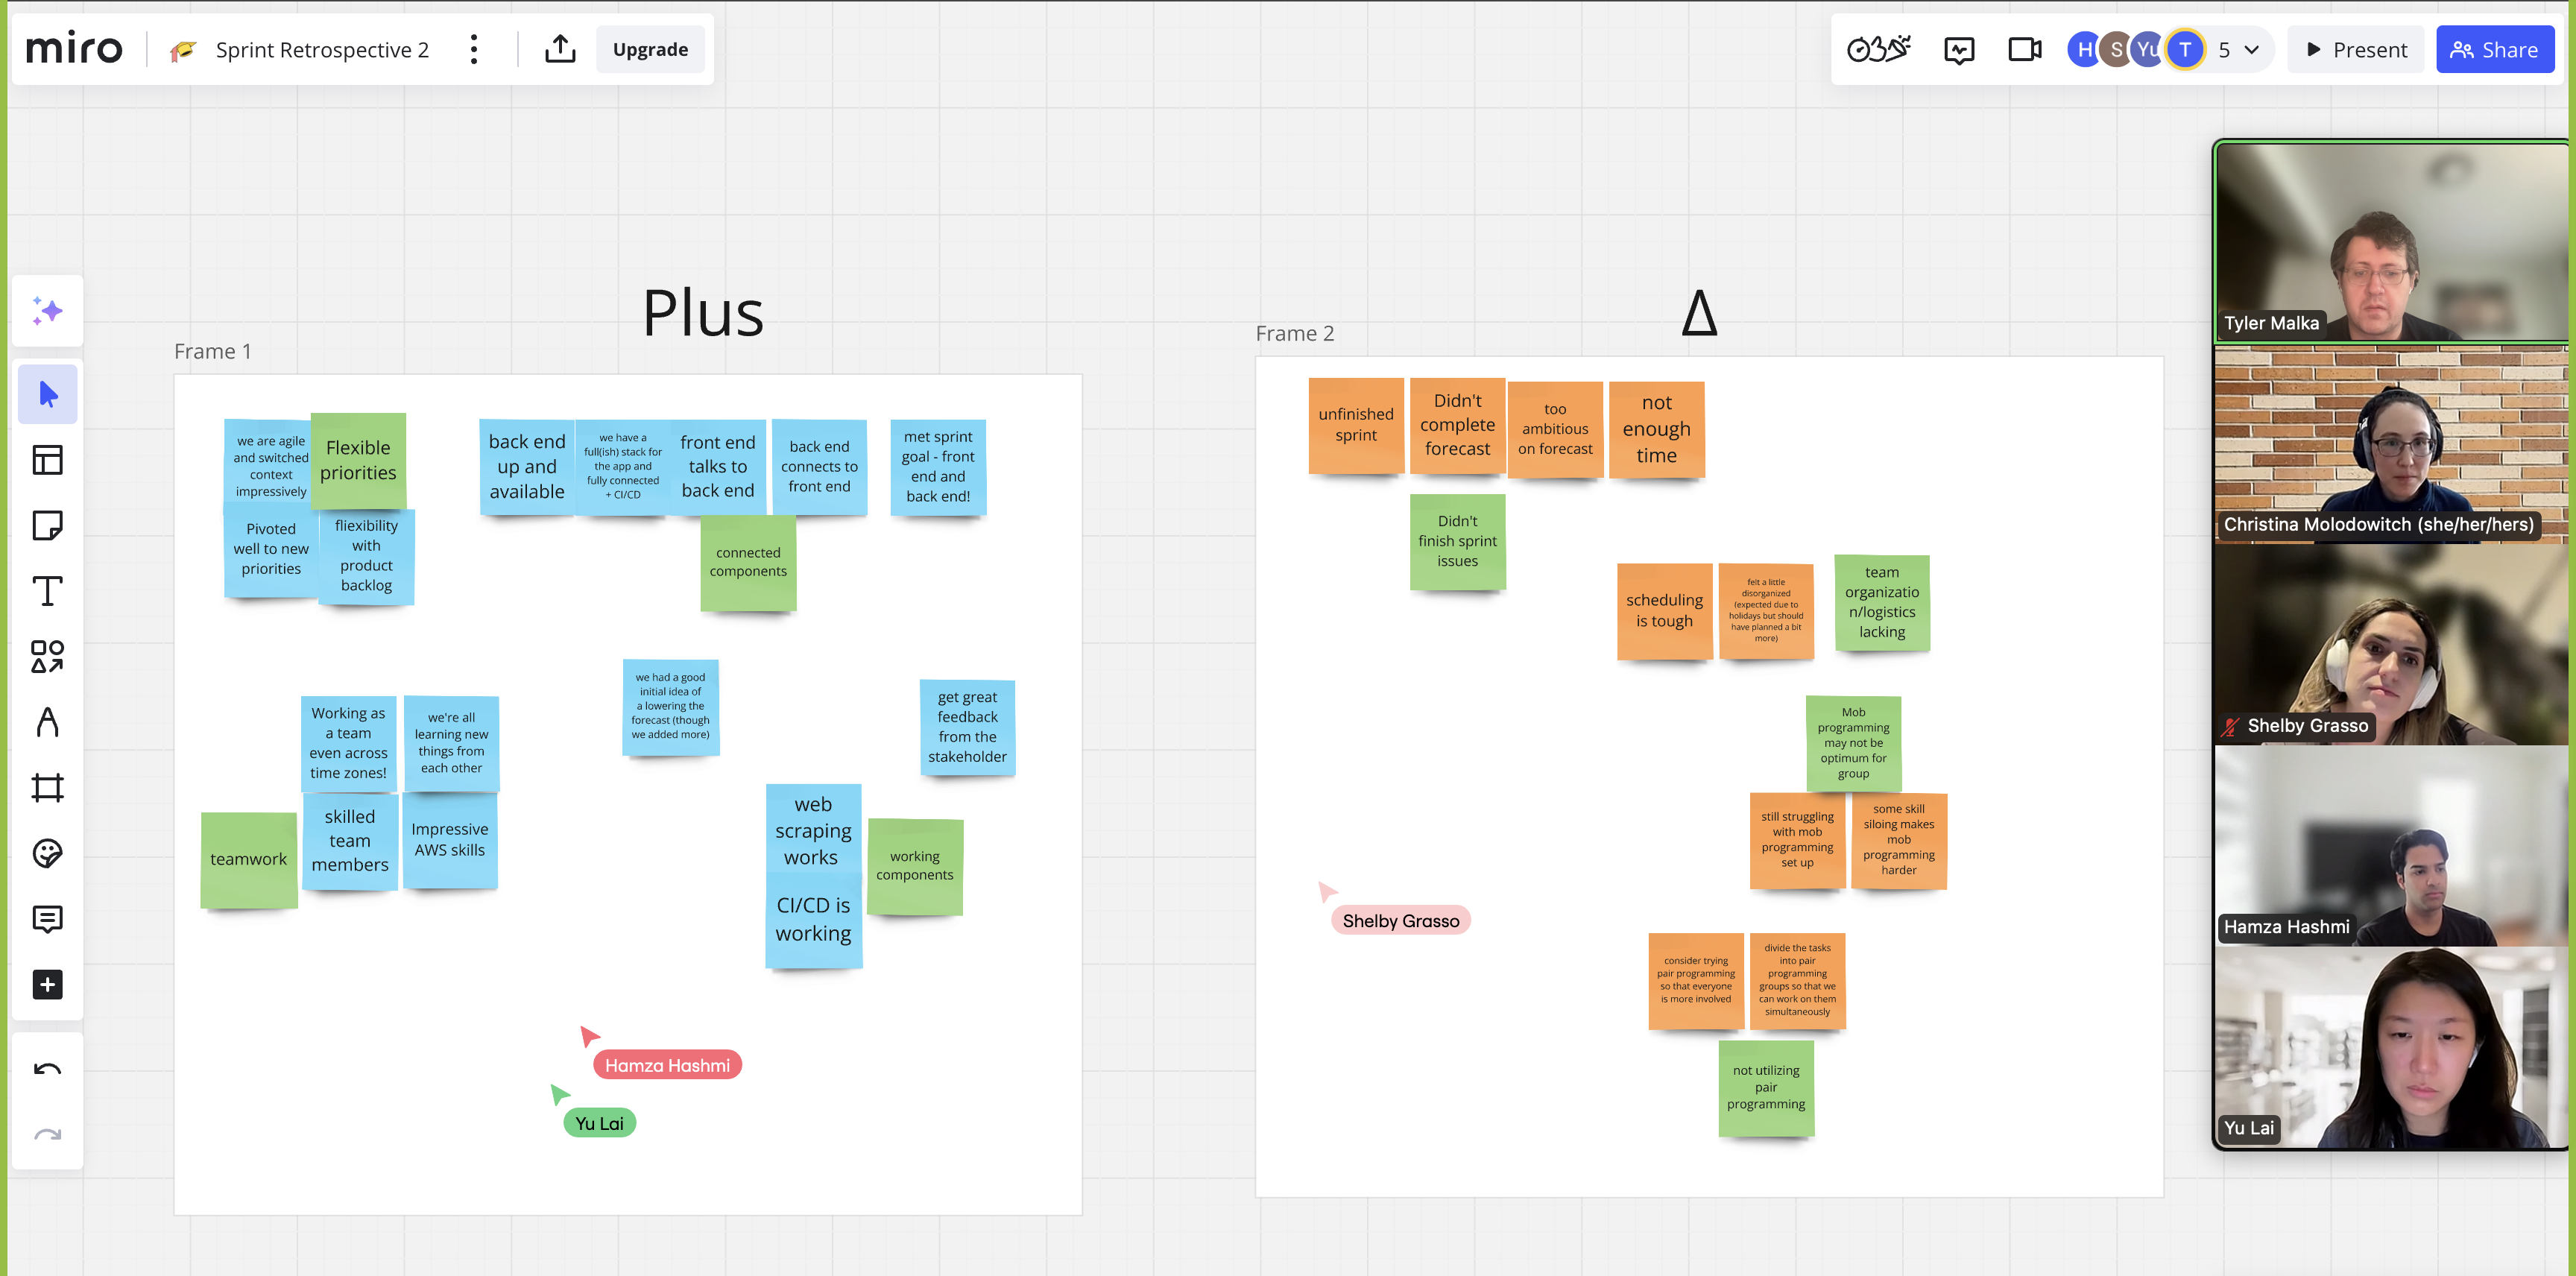 miro
Sprint Retrospective 2
Upgrade
H
S
Yu
T
5
Present
Share
Plus
Frame 1
we are agile
and switched
context
impressively
Flexible
priorities
Pivoted
well to new
priorities
fliexibility
with
product
backlog
back end
up and
available
we have a
full(ish) stack for
the app and
fully connected
+ CI/CD
front end
talks to
back end
back end
connects to
front end
met sprint
goal - front
end and
back end!
connected
components
Working as
a team
even across
time zones!
we're all
learning new
things from
each other
teamwork
skilled
team
members
Impressive
AWS skills
we had a good
initial idea of
a lowering the
forecast (though
we added more)
get great
feedback
from the
stakeholder
web
scraping
works
CI/CD is
working
working
components
Hamza Hashmi
Yu Lai
Δ
Frame 2
unfinished
sprint
Didn't
complete
forecast
too
ambitious
on forecast
not
enough
time
Didn't
finish sprint
issues
scheduling
is tough
felt a little
disorganized
(expected due to
holidays but should
have planned a bit
more)
team
organizatio
n/logistics
lacking
Mob
programming
may not be
optimum for
group
still struggling
with mob
programming
set up
some skill
siloing makes
mob
programming
harder
Shelby Grasso
consider trying
pair programming
so that everyone
is more involved
divide the tasks
into pair
programming
groups so that we
can work on them
simultaneously
not utilizing
pair
programming
Tyler Malka
Christina Molodowitch (she/her/hers)
Shelby Grasso
Hamza Hashmi
Yu Lai